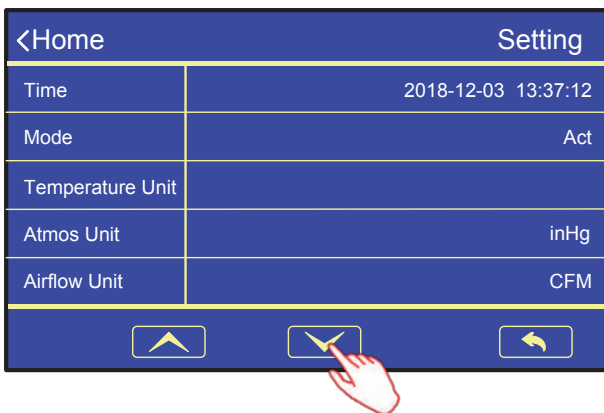 <Home Setting
Time 2018-12-03 13:37:12
Mode Act
Temperature Unit
Atmos Unit inHg
Airflow Unit CFM